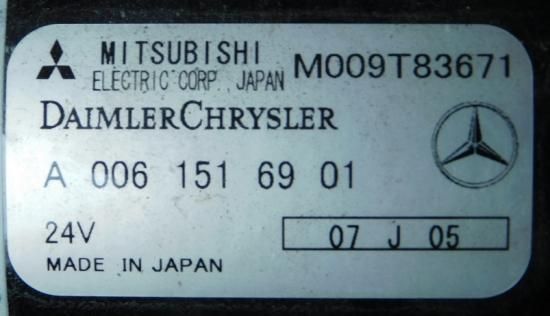 MITSUBISHI M009T83671
ELECTRIC CORP. JAPAN
DAIMLERCHRYSLER
A 006 151 69 01
24V 07 J 05
MADE IN JAPAN